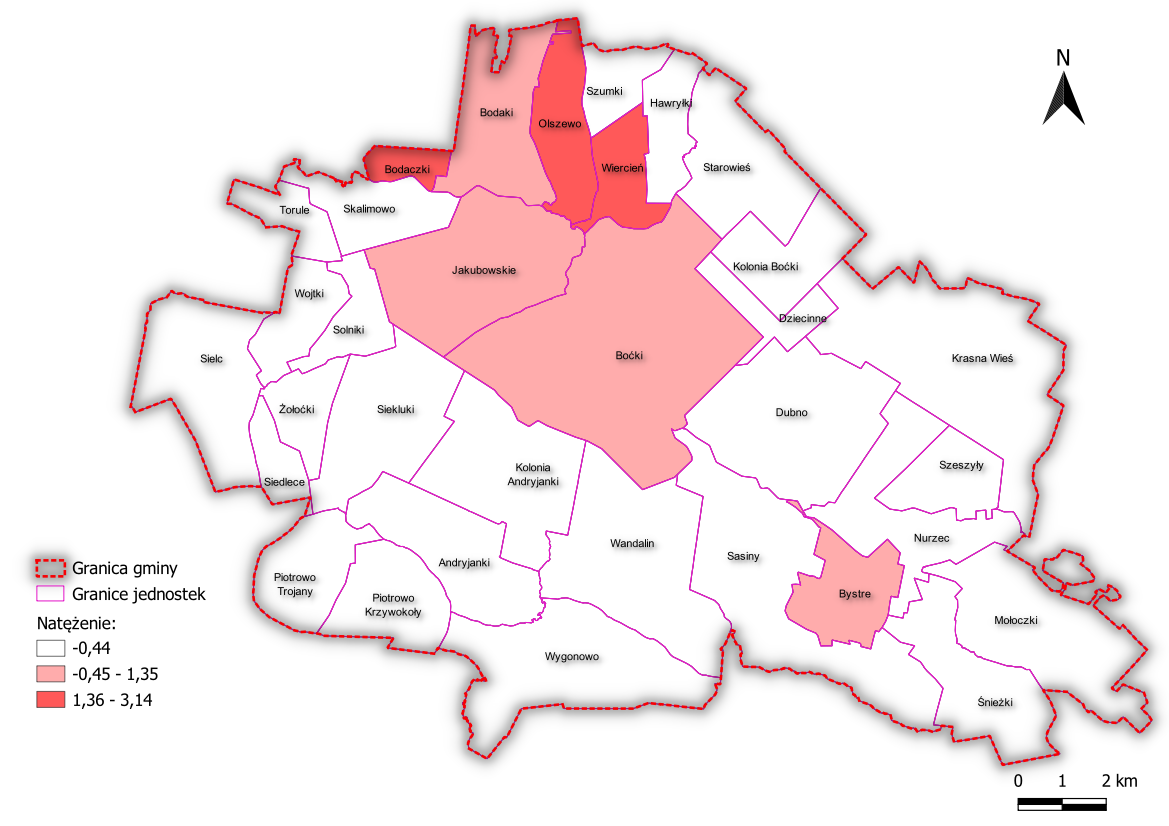 N
Szumki
Hawryłki
Bodaki
Olszewo
Bodaczki
Wiercień
Starowieś
Torule
Skalimowo
Jakubowskie
Kolonia Boćki
Wojtki
Dziecinne
Solniki
Sielc
Boćki
Krasna Wieś
Żołoćki
Siekluki
Dubno
Kolonia
Andryjanki
Szeszyły
Siedlece
Wandalin
Sasiny
Nurzec
Andryjanki
Piotrowo
Trojany
Piotrowo
Krzywokoły
Bystre
Mołoczki
Wygonowo
Śnieżki
Granica gminy
Granice jednostek
Natężenie:
-0,44
-0,45 - 1,35
1,36 - 3,14
0 1 2 km